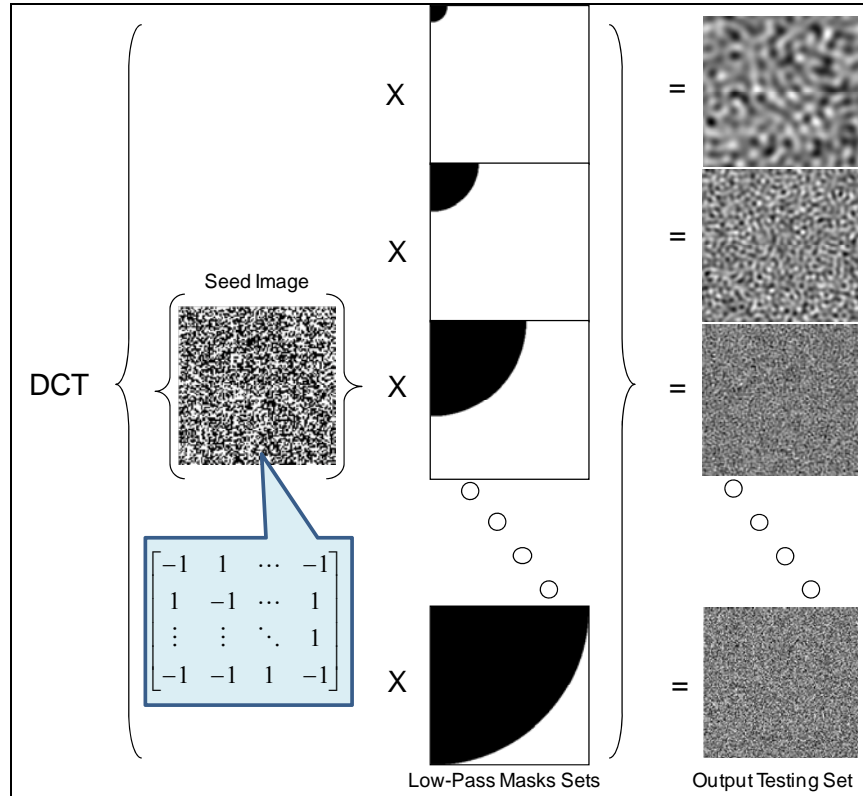 X
=
X
=
Seed Image
DCT
X
=
[-1 1 ⋯ -1
1 -1 ⋯ 1
⋮ ⋮ ⋱ 1
-1 -1 1 -1]
X
=
Low-Pass Masks Sets
Output Testing Set